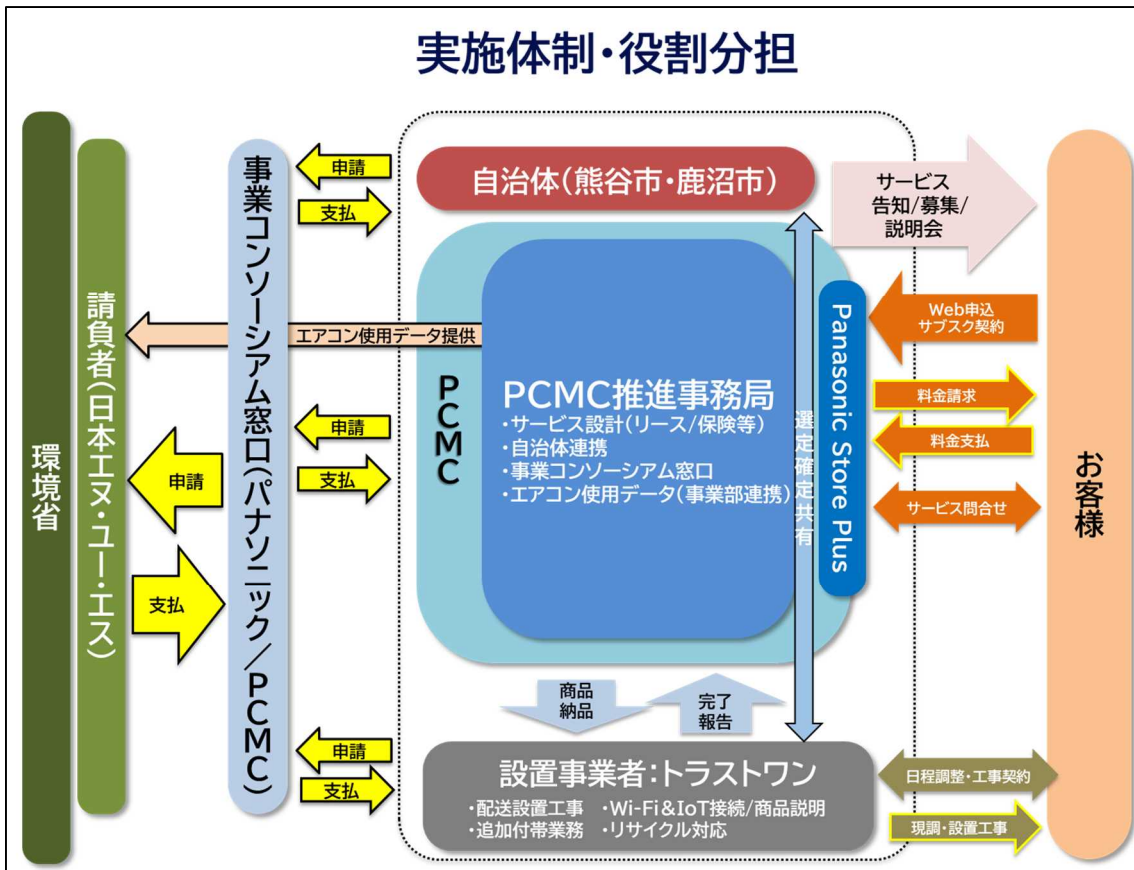 実施体制・役割分担
環境省
請負者(日本エヌ・ユー・エス)
事業コンソーシアム窓口(パナソニック／PCMC)
申請
支払
自治体(熊谷市・鹿沼市)
サービス
告知/募集/
説明会
エアコン使用データ提供
申請
支払
申請
支払
PCMC
PCMC推進事務局
・サービス設計(リース/保険等)
・自治体連携
・事業コンソーシアム窓口
・エアコン使用データ(事業部連携)
選定確定共有
Panasonic Store Plus
Web申込
サブスク契約
料金請求
料金支払
サービス問合せ
お客様
商品
納品
完了
報告
申請
支払
設置事業者:トラストワン
・配送設置工事 ・Wi-Fi&IoT接続/商品説明
・追加付帯業務 ・リサイクル対応
日程調整・工事契約
現調・設置工事